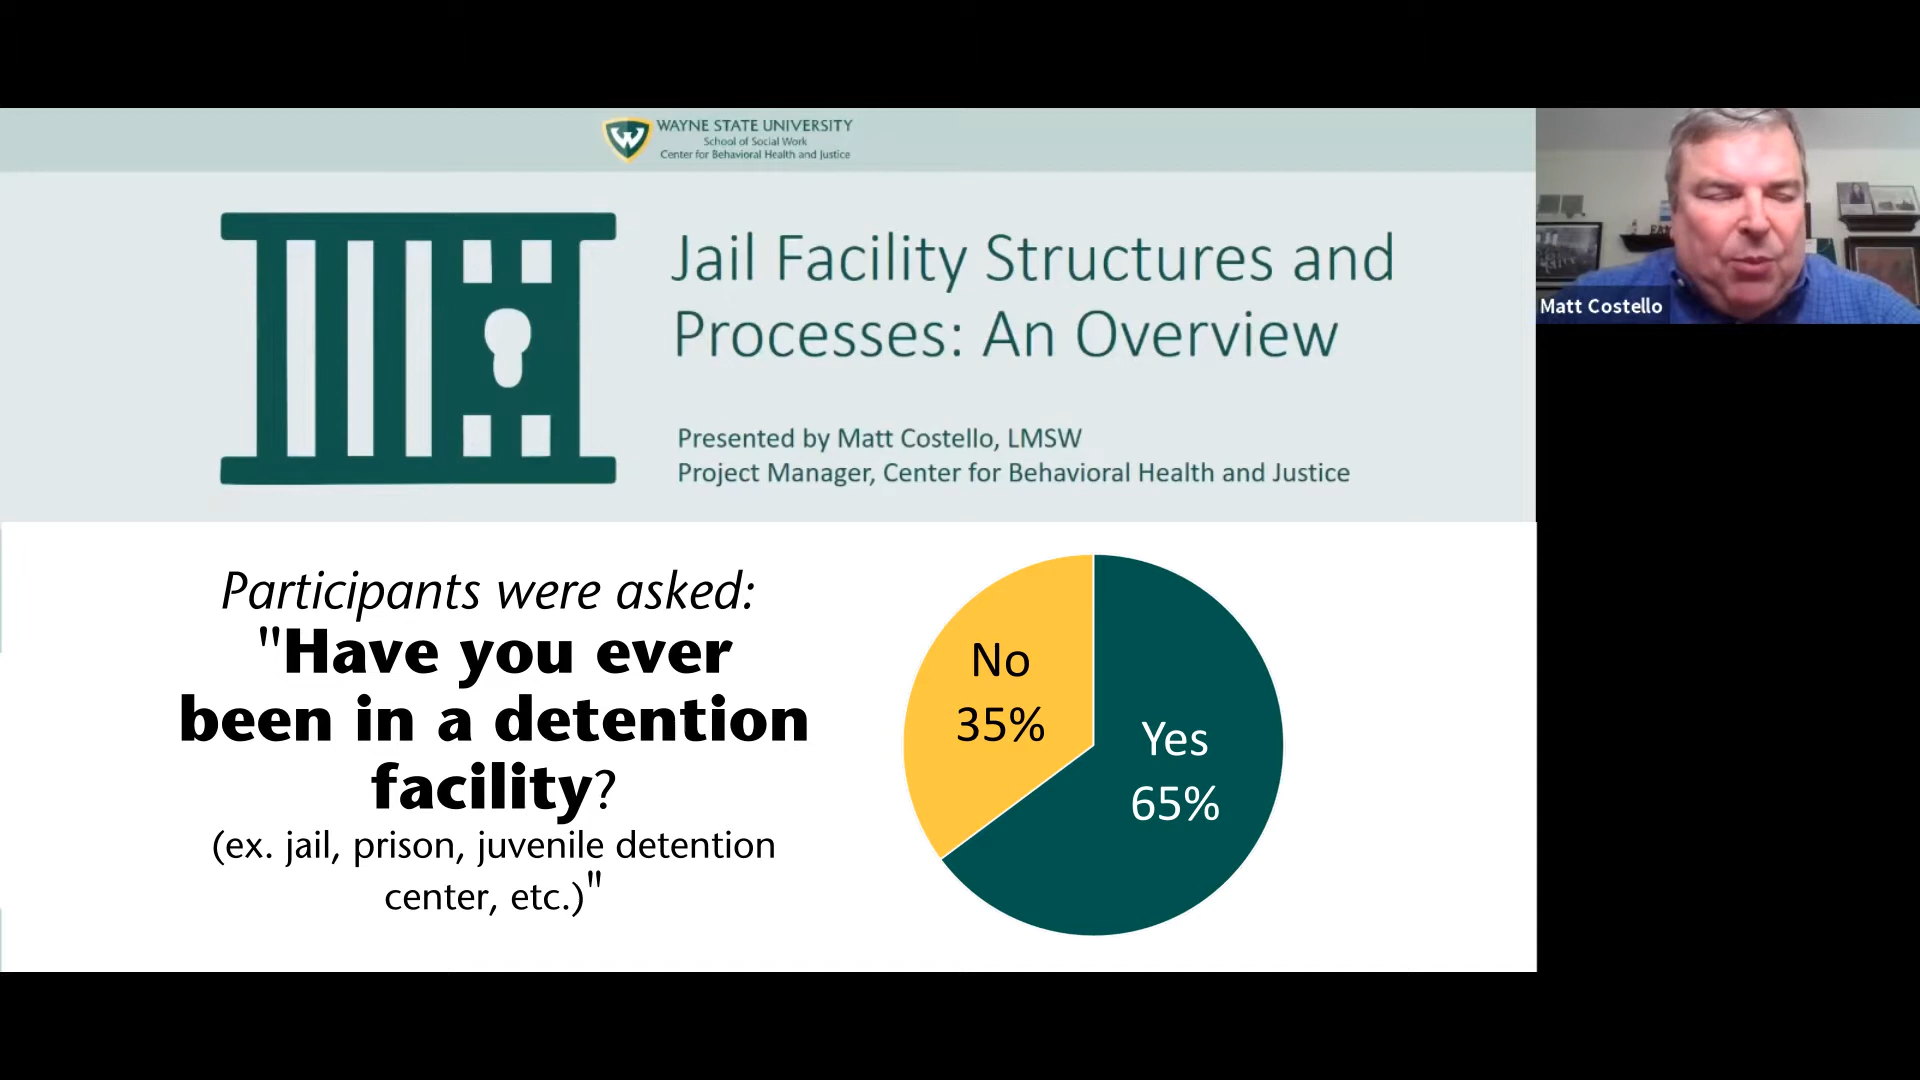 WAYNE STATE UNIVERSITY
School of Social Work
Center for Behavioral Health and Justice
Jail Facility Structures and
Processes: An Overview
Presented by Matt Costello, LMSW
Project Manager, Center for Behavioral Health and Justice
Matt Costello
Participants were asked:
"Have you ever
been in a detention
facility?
(ex. jail, prison, juvenile detention
center, etc.)"
No
35%
Yes
65%